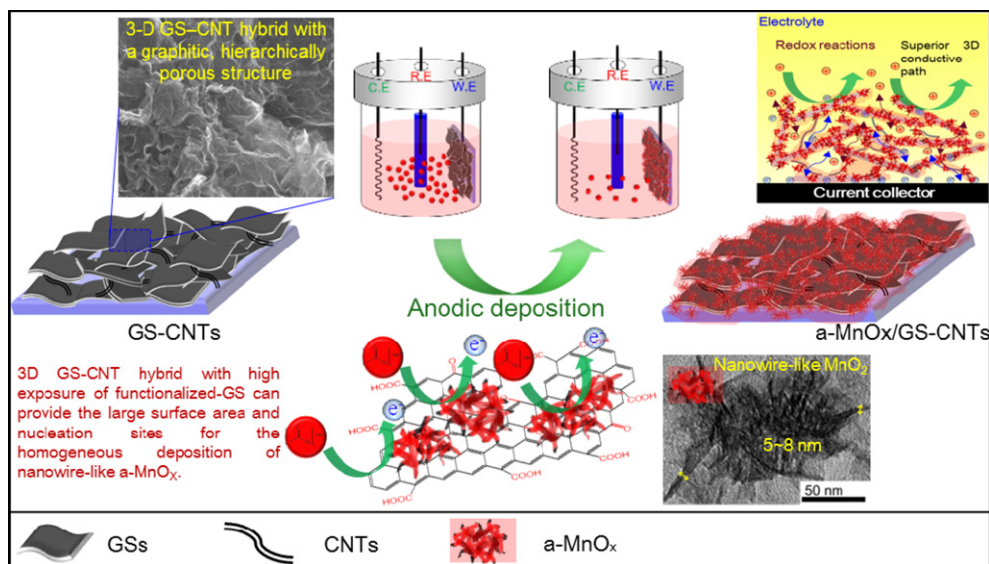 3-D GS–CNT hybrid with
a graphitic, hierarchically
porous structure
GS-CNTs
3D GS-CNT hybrid with high
exposure of functionalized-GS can
provide the large surface area and
nucleation sites for the
homogeneous deposition of
nanowire-like a-MnOₓ.
C.E
R.E
W.E
C.E
R.E
W.E
Anodic deposition
e⁻
e⁻
e⁻
HOOC
HOOC
HOOC
HOOC
O
O
COOH
COOH
COOH
COOH
Electrolyte
Redox reactions
Superior 3D
conductive
path
Current collector
a-MnOx/GS-CNTs
Nanowire-like MnO₂
5~8 nm
50 nm
GSs
CNTs
a-MnOₓ